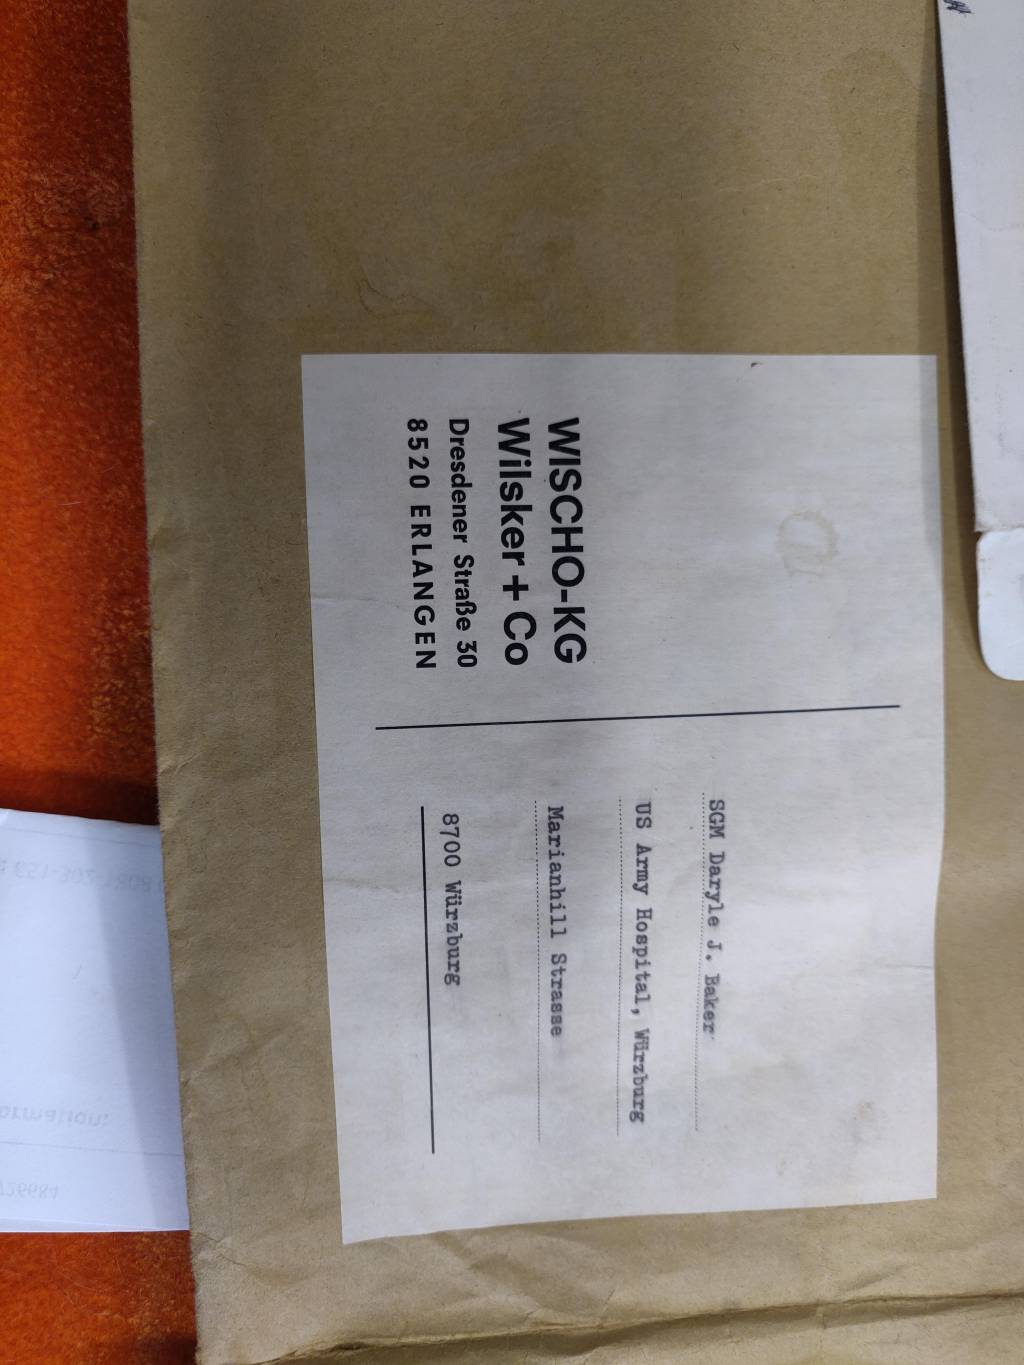 WISCHO-KG
Wilsker + Co
Dresdener Straße 30
8520 ERLANGEN
SGM Daryle J. Baker
US Army Hospital, Würzburg
Marianhill Strasse
8700 Würzburg
ormation: